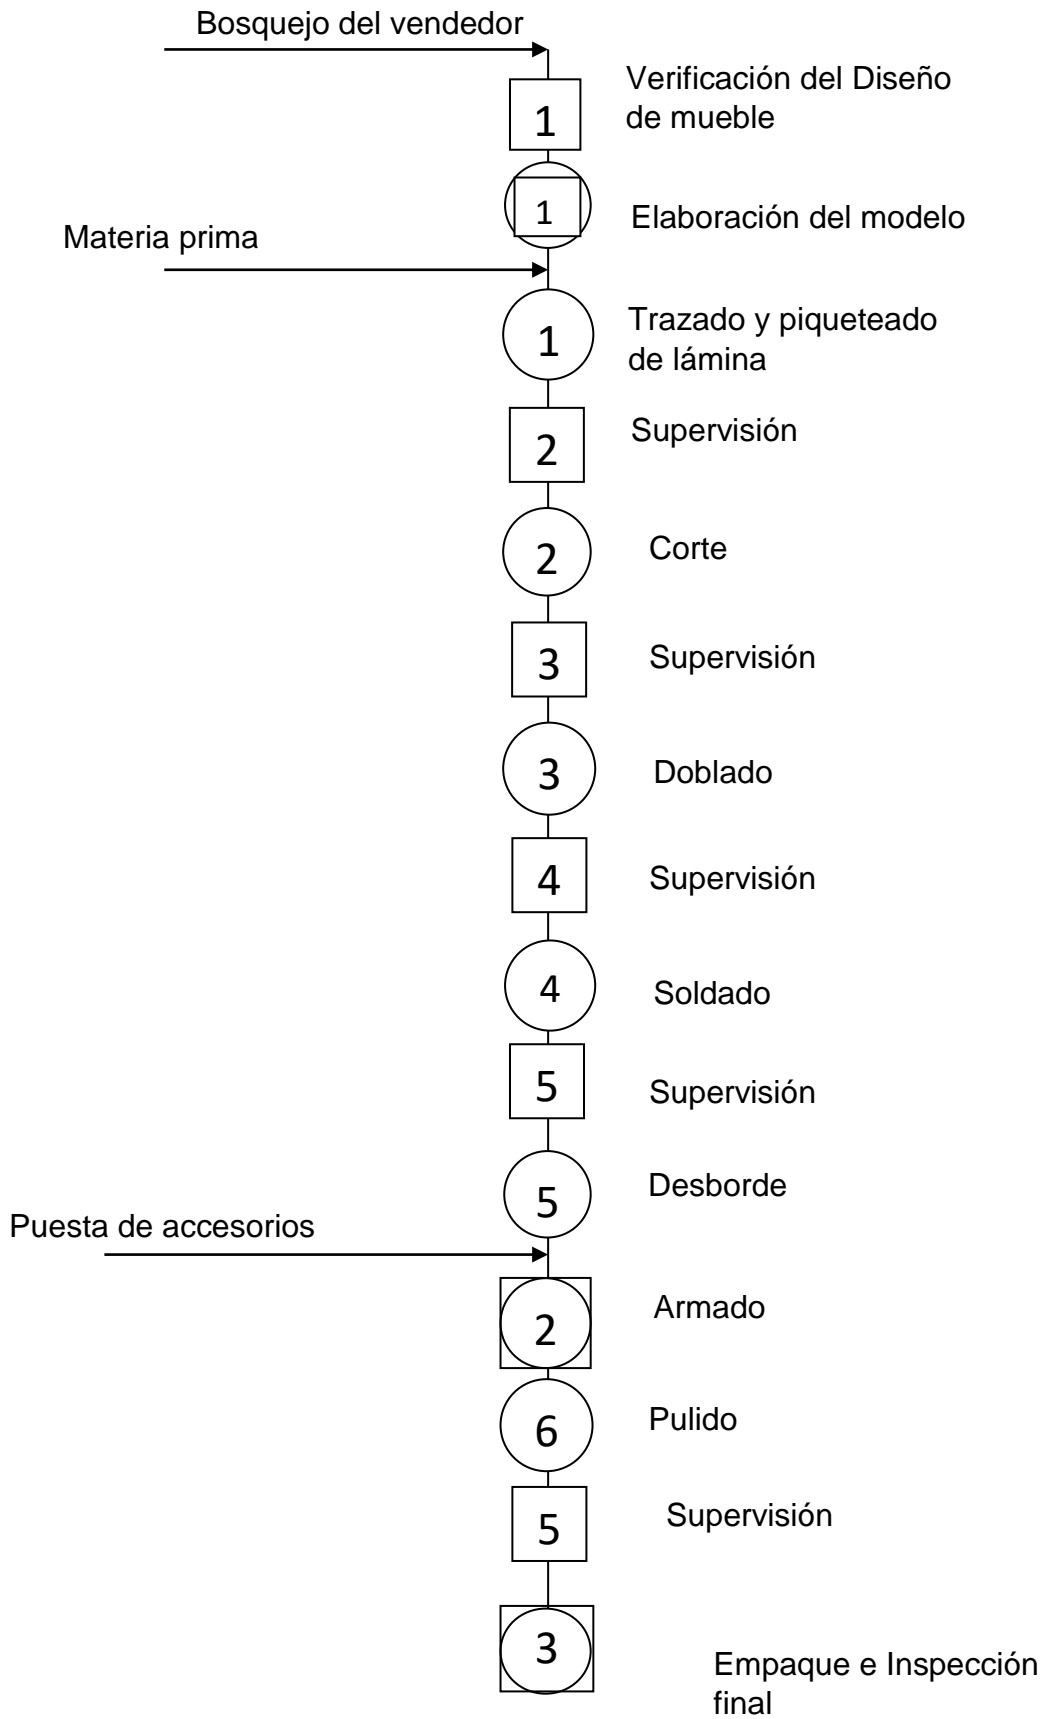 Bosquejo del vendedor
Verificación del Diseño
de mueble
1
1
Elaboración del modelo
Materia prima
1
Trazado y piqueteado
de lámina
2
Supervisión
2
Corte
3
Supervisión
3
Doblado
4
Supervisión
4
Soldado
5
Supervisión
5
Desborde
Puesta de accesorios
2
Armado
6
Pulido
5
Supervisión
3
Empaque e Inspección
final